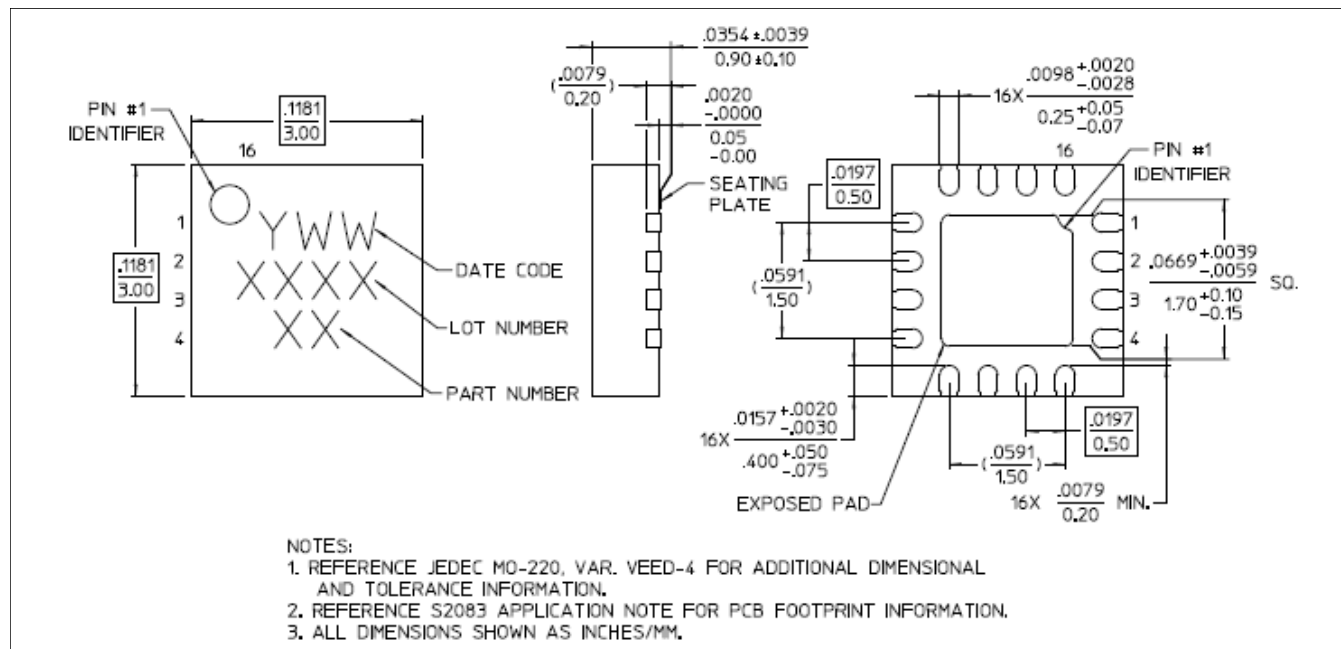 PIN #1
IDENTIFIER
.1181
3.00
16
.1181
3.00
1
2
3
4
YWW
XXXX
XX
DATE CODE
LOT NUMBER
PART NUMBER
.0354 ±.0039
0.90 ±0.10
(.0079
0.20)
.0020
-.0000
0.05
-0.00
SEATING
PLATE
16X .0098 +.0020
-.0028
0.25 +0.05
-0.07
16
PIN #1
IDENTIFIER
.0197
0.50
(.0591
1.50)
1
2
3
4
.0669 +.0039
-.0059
1.70 +0.10
-0.15
SQ.
16X .0157 +.0020
-.0030
.400 +.050
-.075
EXPOSED PAD
(.0591
1.50)
.0197
0.50
16X .0079
0.20 MIN.
NOTES:
1. REFERENCE JEDEC MO-220, VAR. VEED-4 FOR ADDITIONAL DIMENSIONAL
AND TOLERANCE INFORMATION.
2. REFERENCE S2083 APPLICATION NOTE FOR PCB FOOTPRINT INFORMATION.
3. ALL DIMENSIONS SHOWN AS INCHES/MM.